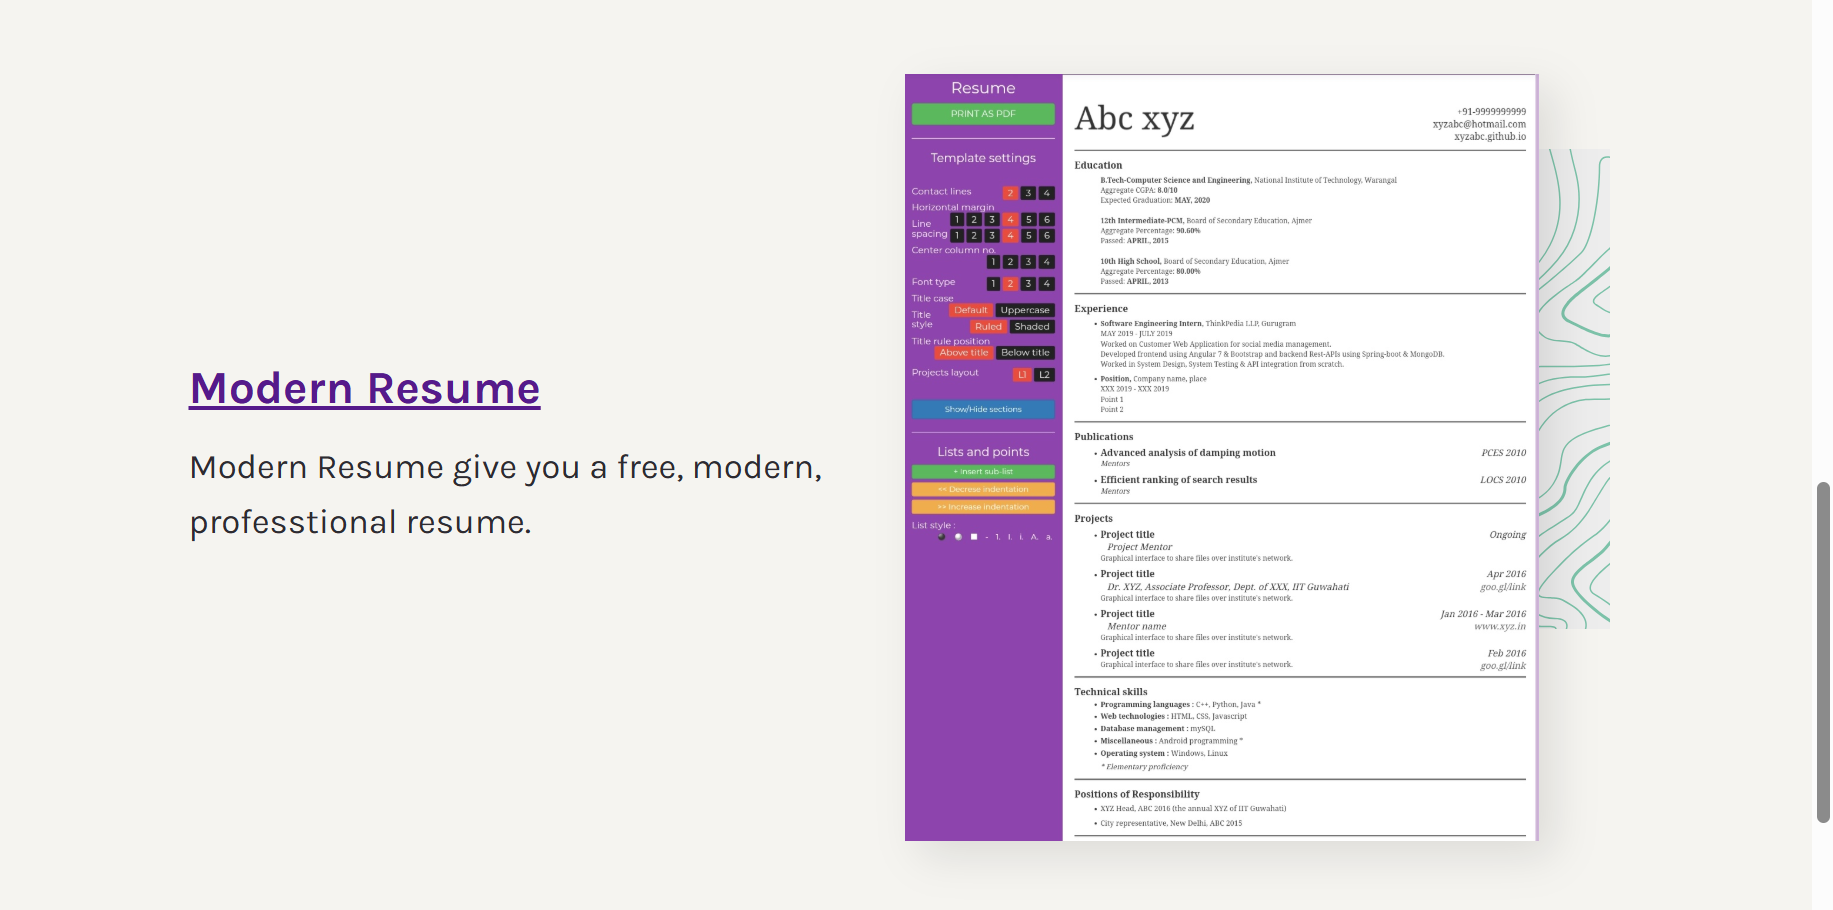 Modern Resume
Modern Resume give you a free, modern,
professtional resume.
Resume
PRINT AS PDF
Template settings
Contact lines 2 3 4
Horizontal margin
1 2 3 4 5 6
Line
spacing 1 2 3 4 5 6
Center column no.
1 2 3 4
Font type 1 2 3 4
Title case
Default Uppercase
Title
style Ruled Shaded
Title rule position
Above title Below title
Projects layout L1 L2
Show/Hide sections
Lists and points
+ Insert sub-list
<< Decrese indentation
>> Increase indentation
List style :
- 1. I. i. A. a.
Abc xyz
+91-9999999999
xyzabc@hotmail.com
xyzabc.github.io
Education
B.Tech-Computer Science and Engineering, National Institute of Technology, Warangal
Aggregate CGPA: 8.0/10
Expected Graduation: MAY, 2020
12th Intermediate-PCM, Board of Secondary Education, Ajmer
Aggregate Percentage: 90.60%
Passed: APRIL, 2015
10th High School, Board of Secondary Education, Ajmer
Aggregate Percentage: 80.00%
Passed: APRIL, 2013
Experience
• Software Engineering Intern, ThinkPedia LLP, Gurugram
MAY 2019 - JULY 2019
Worked on Customer Web Application for social media management.
Developed frontend using Angular 7 & Bootstrap and backend Rest-APIs using Spring-boot & MongoDB.
Worked in System Design, System Testing & API integration from scratch.
• Position, Company name, place
XXX 2019 - XXX 2019
Point 1
Point 2
Publications
• Advanced analysis of damping motion PCES 2010
Mentors
• Efficient ranking of search results LOCS 2010
Mentors
Projects
• Project title Ongoing
Project Mentor
Graphical interface to share files over institute's network.
• Project title Apr 2016
Dr. XYZ, Associate Professor, Dept. of XXX, IIT Guwahati goo.gl/link
Graphical interface to share files over institute's network.
• Project title Jan 2016 - Mar 2016
Mentor name www.xyz.in
Graphical interface to share files over institute's network.
• Project title Feb 2016
Graphical interface to share files over institute's network. goo.gl/link
Technical skills
• Programming languages : C++, Python, Java *
• Web technologies : HTML, CSS, Javascript
• Database management : mySQL
• Miscellaneous : Android programming *
• Operating system : Windows, Linux
* Elementary proficiency
Positions of Responsibility
• XYZ Head, ABC 2016 (the annual XYZ of IIT Guwahati)
• City representative, New Delhi, ABC 2015